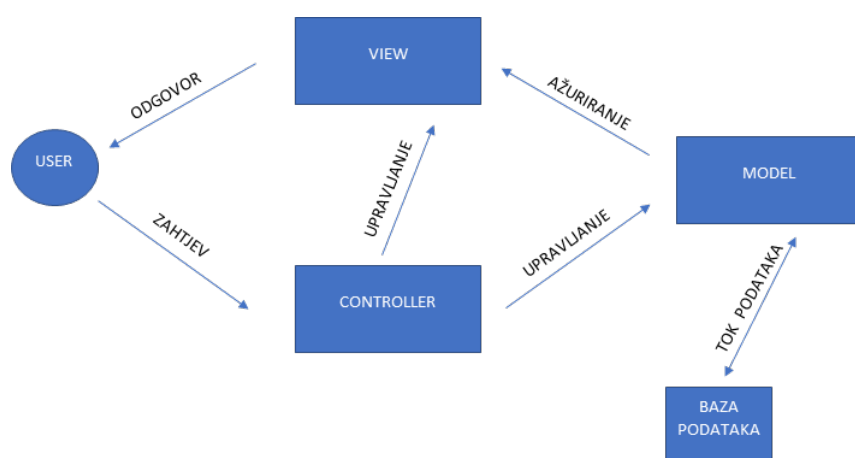 VIEW
ODGOVOR
AŽURIRANJE
USER
MODEL
UPRAVLJANJE
ZAHTJEV
UPRAVLJANJE
CONTROLLER
TOK PODATAKA
BAZA
PODATAKA